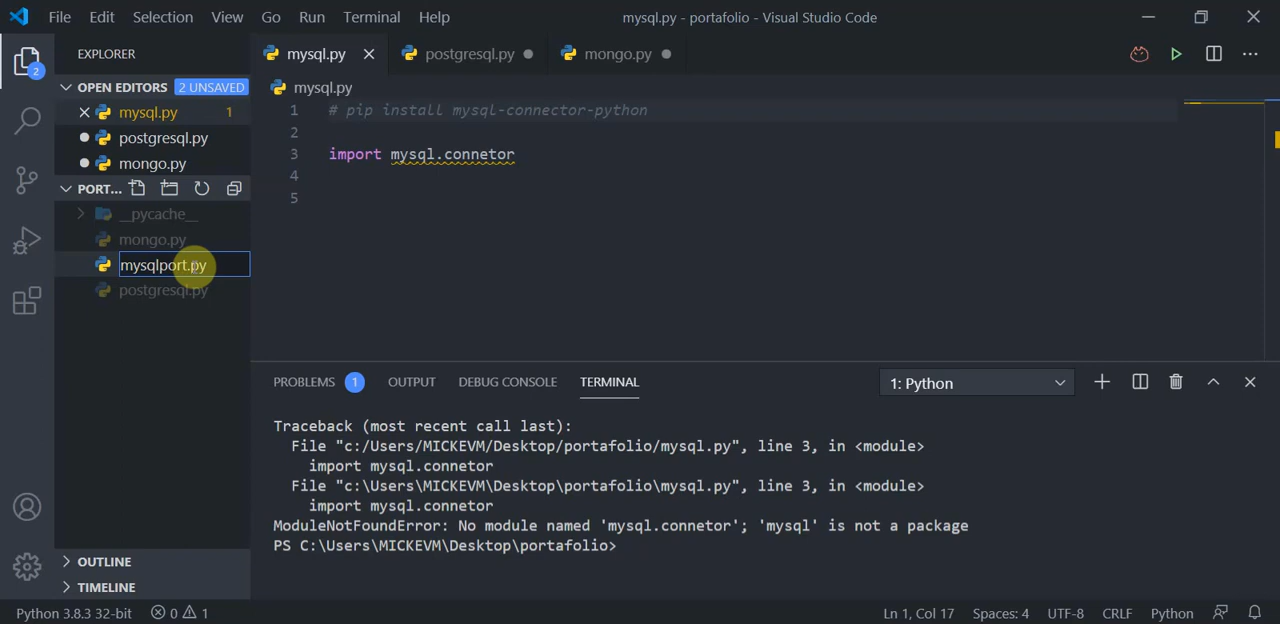 File Edit Selection View Go Run Terminal Help mysql.py - portafolio - Visual Studio Code
EXPLORER
mysql.py postgresql.py mongo.py
2
OPEN EDITORS 2 UNSAVED
mysql.py 1
postgresql.py
mongo.py
PORT...
__pycache__
mongo.py
mysqlport.py
postgresql.py
OUTLINE
TIMELINE
mysql.py
1 # pip install mysql-connector-python
2
3 import mysql.connetor
4
5
PROBLEMS 1 OUTPUT DEBUG CONSOLE TERMINAL 1: Python
Traceback (most recent call last):
File "c:/Users/MICKEVM/Desktop/portafolio/mysql.py", line 3, in <module>
import mysql.connetor
File "c:\Users\MICKEVM\Desktop\portafolio\mysql.py", line 3, in <module>
import mysql.connetor
ModuleNotFoundError: No module named 'mysql.connetor'; 'mysql' is not a package
PS C:\Users\MICKEVM\Desktop\portafolio>
Python 3.8.3 32-bit 0 1 Ln 1, Col 17 Spaces: 4 UTF-8 CRLF Python